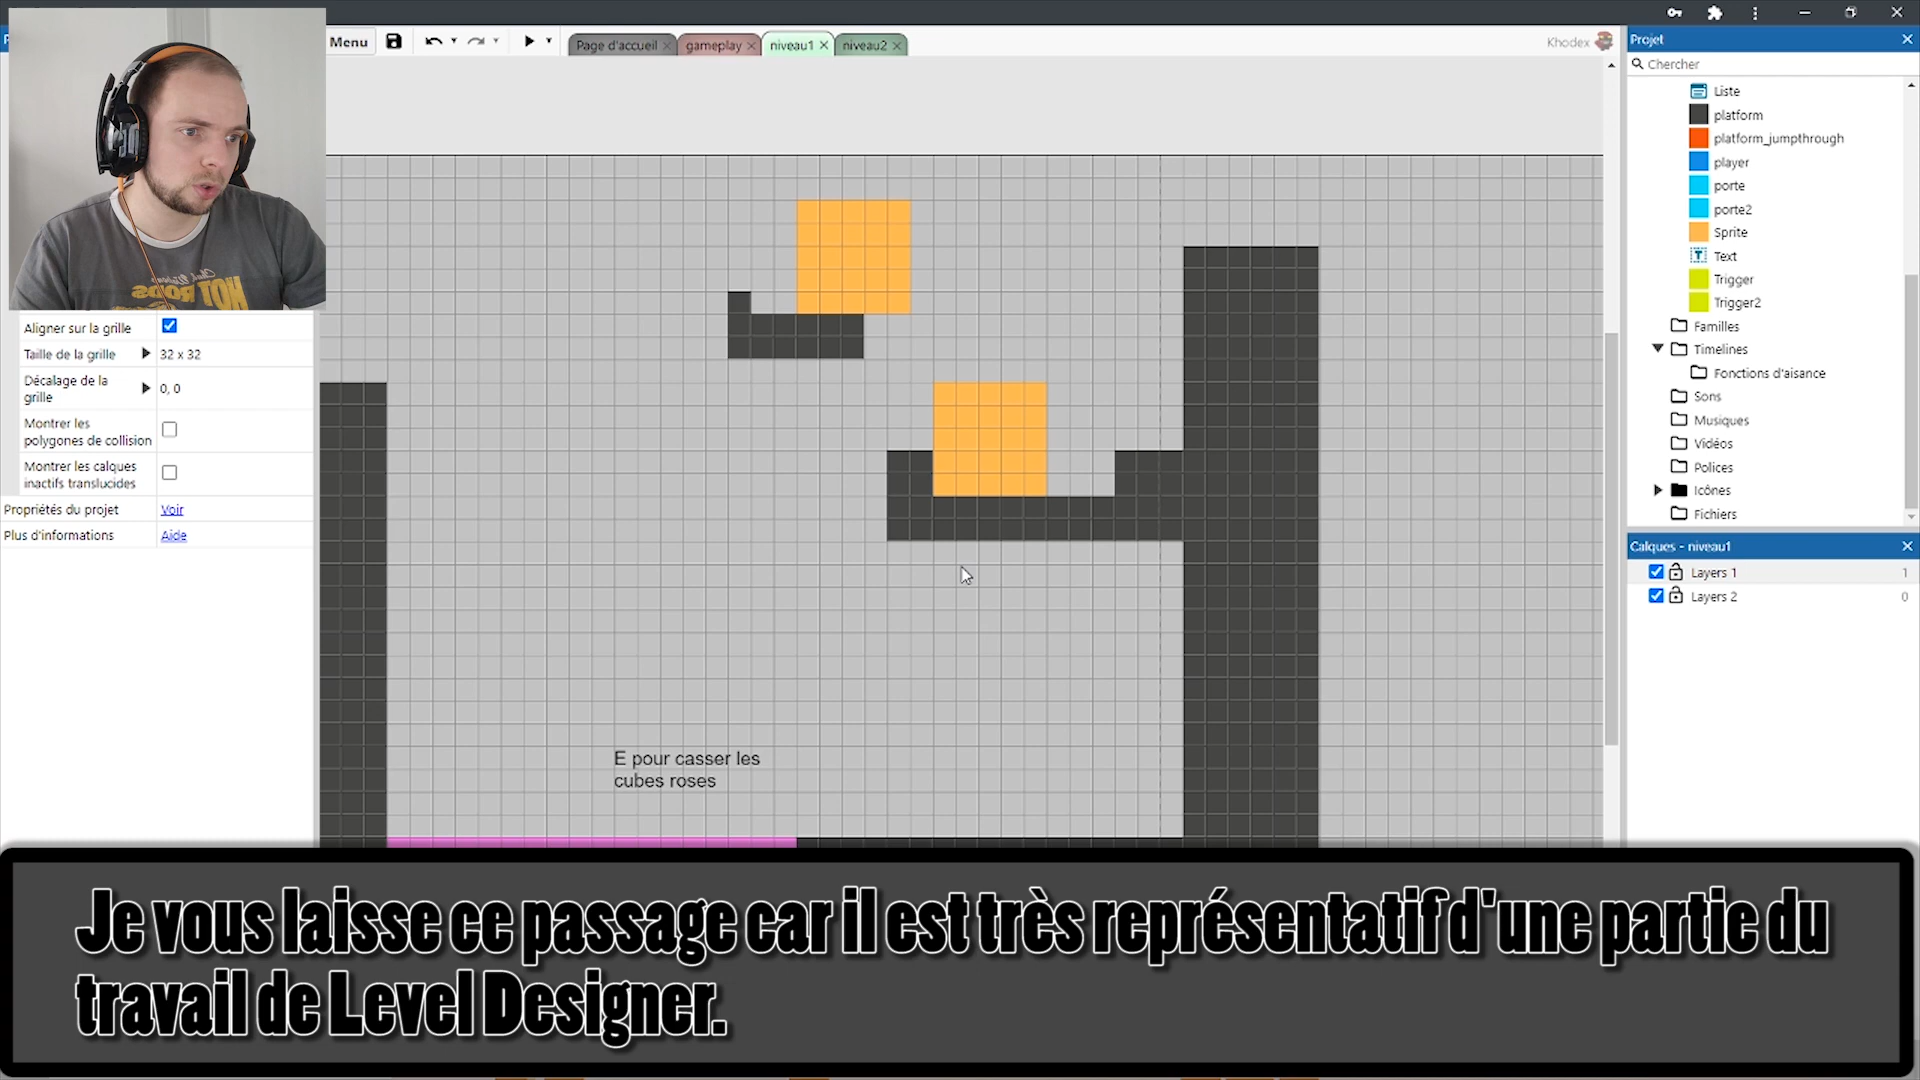 Menu
Page d'accueil
gameplay
niveau1
niveau2
Khodex
Projet
Chercher
Liste
platform
platform_jumpthrough
player
porte
porte2
Sprite
Text
Trigger
Trigger2
Familles
Timelines
Fonctions d'aisance
Sons
Musiques
Vidéos
Polices
Icônes
Fichiers
Calques - niveau1
Layers 1 1
Layers 2 0
Aligner sur la grille
Taille de la grille 32 x 32
Décalage de la
grille 0, 0
Montrer les
polygones de collision
Montrer les calques
inactifs translucides
Propriétés du projet Voir
Plus d'informations Aide
E pour casser les
cubes roses
Je vous laisse ce passage car il est très représentatif d'une partie du
travail de Level Designer.